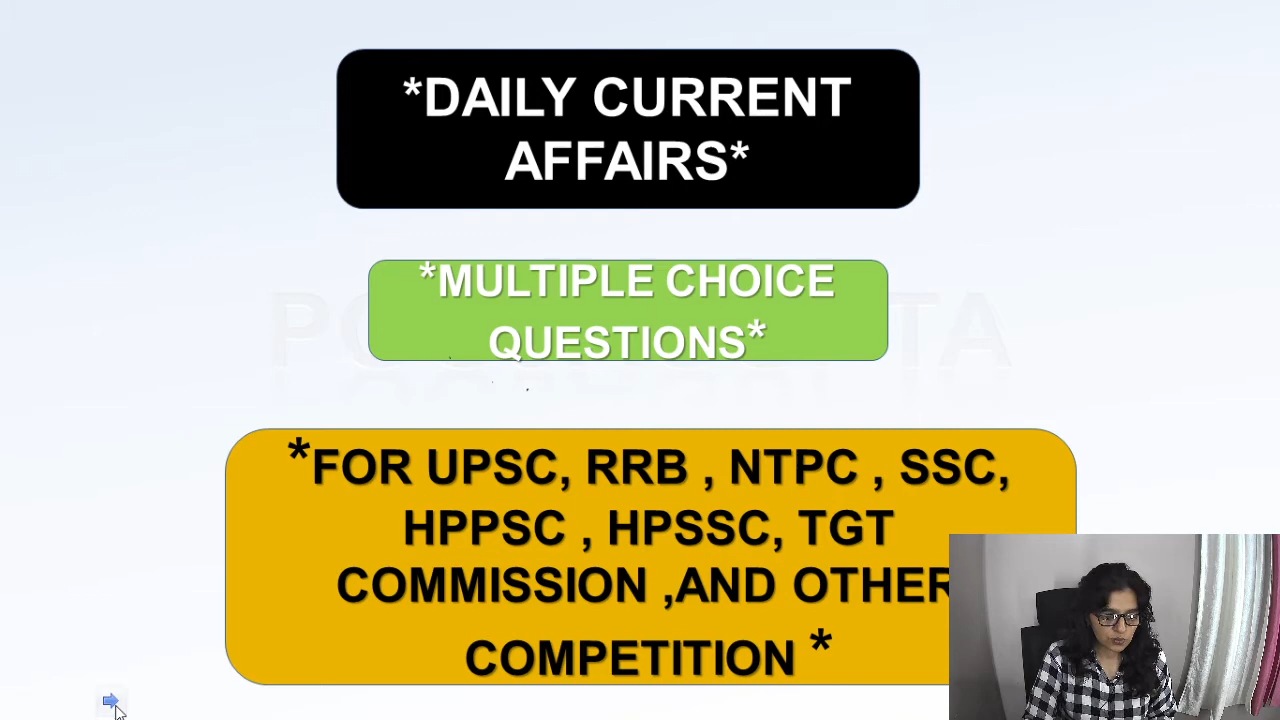 *DAILY CURRENT
AFFAIRS*
*MULTIPLE CHOICE
QUESTIONS*
*FOR UPSC, RRB , NTPC , SSC,
HPPSC , HPSSC, TGT
COMMISSION ,AND OTHER
COMPETITION *